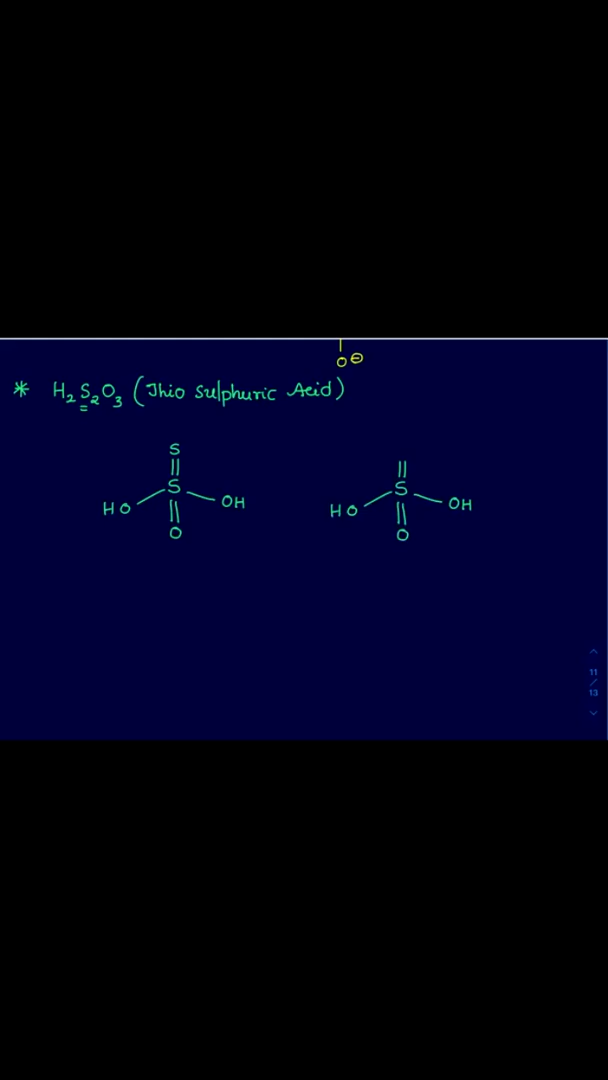 O⊖
* H₂S₂O₃ (Thio sulphuric Acid)
S S
HO OH HO OH
O O
11
/
13